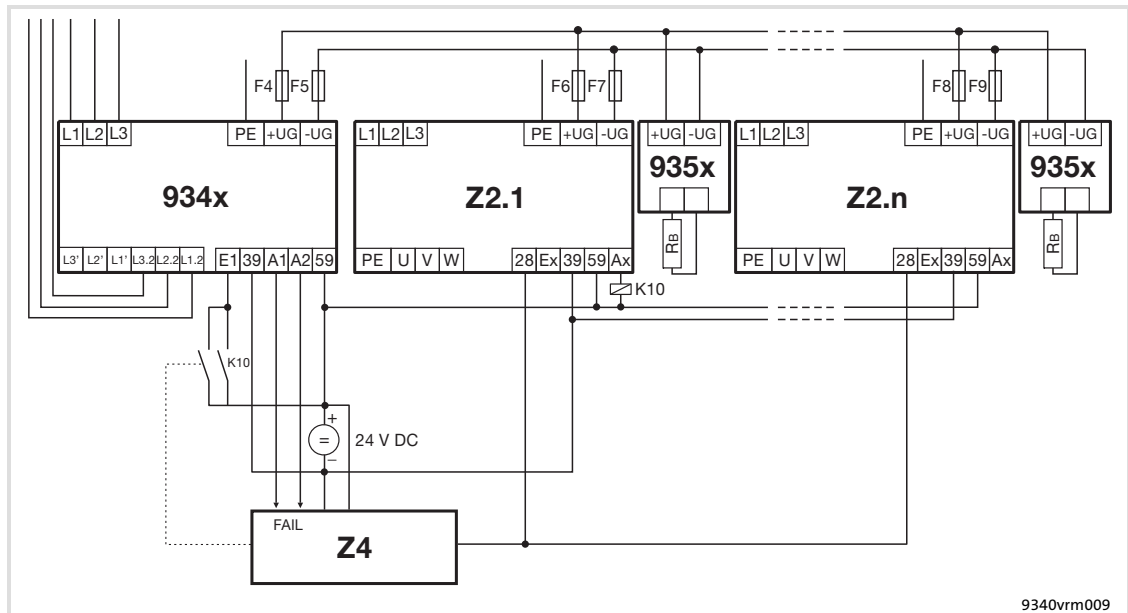 F4 F5 F6 F7 F8 F9
L1 L2 L3 PE +UG -UG
L1 L2 L3 PE +UG -UG
+UG -UG
L1 L2 L3 PE +UG -UG
+UG -UG
934x
Z2.1
935x
Z2.n
935x
RB
RB
L3' L2' L1' L3.2 L2.2 L1.2 E1 39 A1 A2 59
PE U V W 28 Ex 39 59 Ax
PE U V W 28 Ex 39 59 Ax
K10
K10
+
=
24 V DC
−
FAIL
Z4
9340vrm009